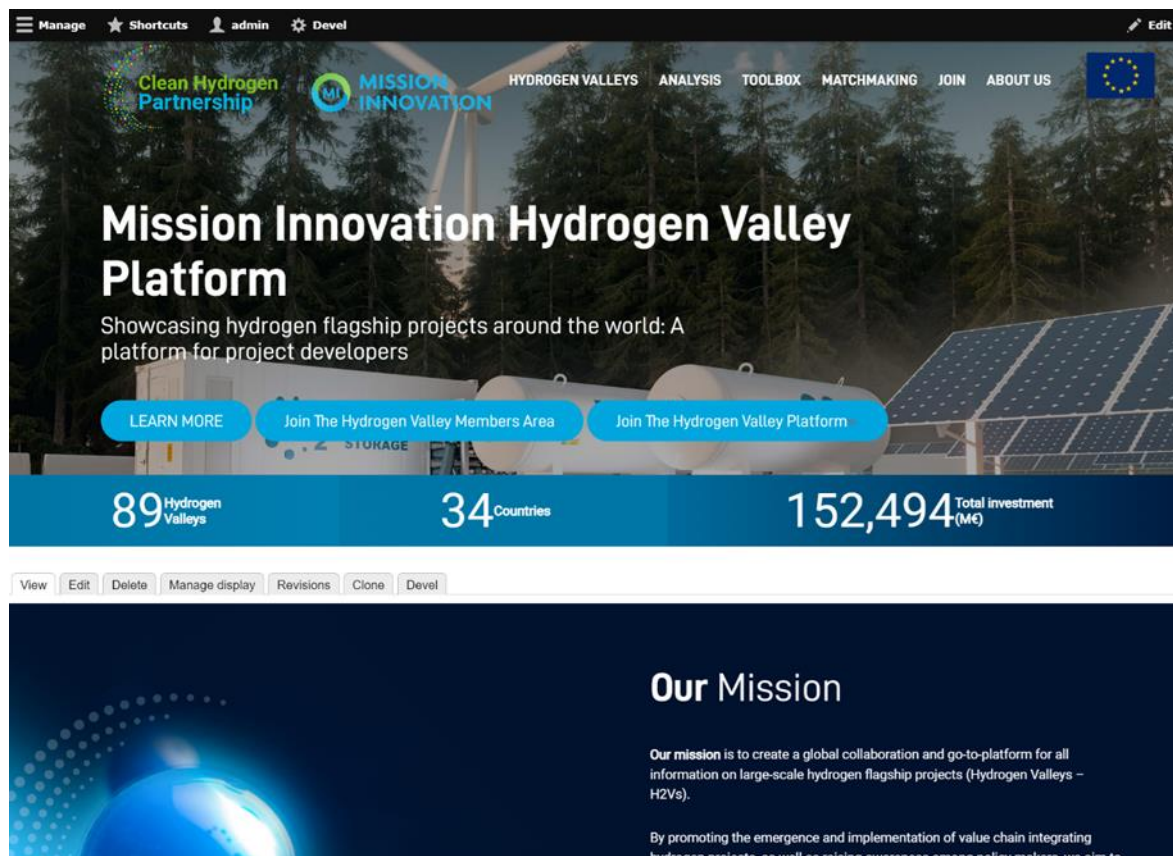 Manage Shortcuts admin Devel Edit
Clean Hydrogen
Partnership
MI
MISSION
INNOVATION
HYDROGEN VALLEYS ANALYSIS TOOLBOX MATCHMAKING JOIN ABOUT US
Mission Innovation Hydrogen Valley
Platform
Showcasing hydrogen flagship projects around the world: A
platform for project developers
LEARN MORE Join The Hydrogen Valley Members Area Join The Hydrogen Valley Platform
STORAGE
89 Hydrogen
Valleys
34 Countries
152,494 Total investment
(M€)
View Edit Delete Manage display Revisions Clone Devel
Our Mission
Our mission is to create a global collaboration and go-to-platform for all
information on large-scale hydrogen flagship projects (Hydrogen Valleys –
H2Vs).
By promoting the emergence and implementation of value chain integrating